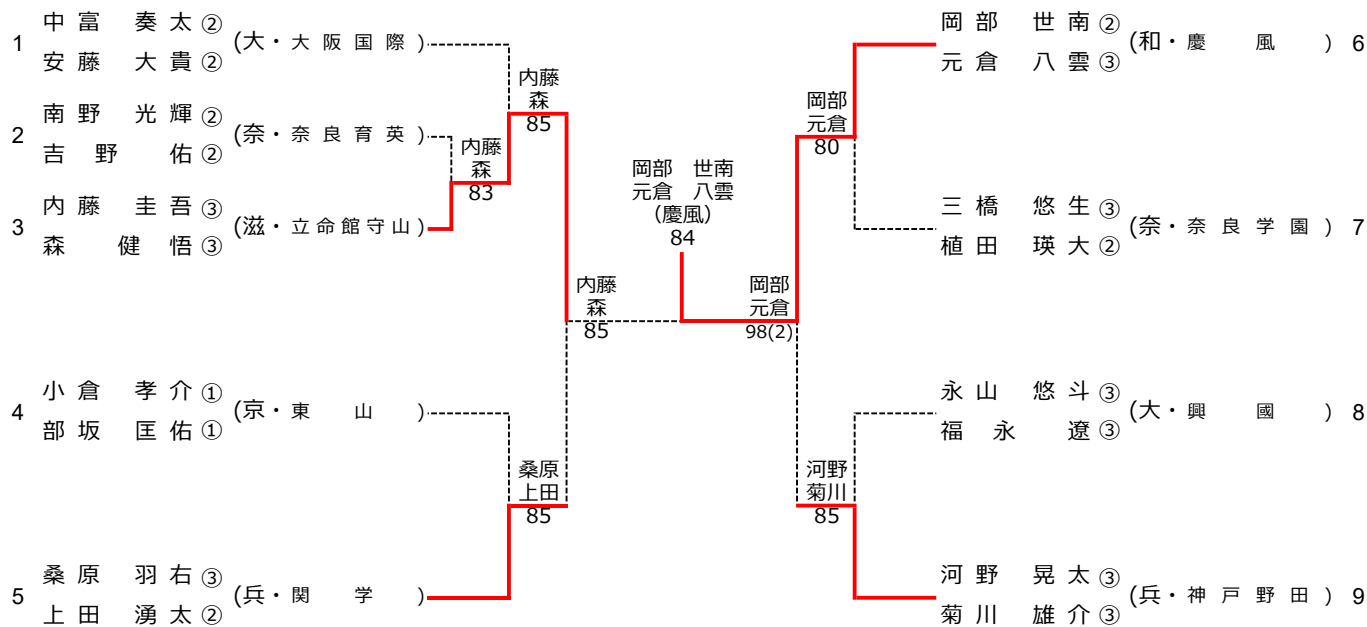 1
中富 奏太②
安藤 大貴②
(大・大阪国際)
2
南野 光輝②
吉野 佑②
(奈・奈良育英)
3
内藤 圭吾③
森 健悟③
(滋・立命館守山)
4
小倉 孝介①
部坂 匡佑①
(京・東山)
5
桑原 羽右③
上田 湧太②
(兵・関学)
内藤
森
83
内藤
森
85
桑原
上田
85
内藤
森
85
岡部 世南
元倉 八雲
(慶風)
84
岡部
元倉
98(2)
岡部
元倉
80
河野
菊川
85
岡部 世南②
元倉 八雲③
(和・慶風)
6
三橋 悠生③
植田 瑛大②
(奈・奈良学園)
7
永山 悠斗③
福永 遼③
(大・興國)
8
河野 晃太③
菊川 雄介③
(兵・神戸野田)
9